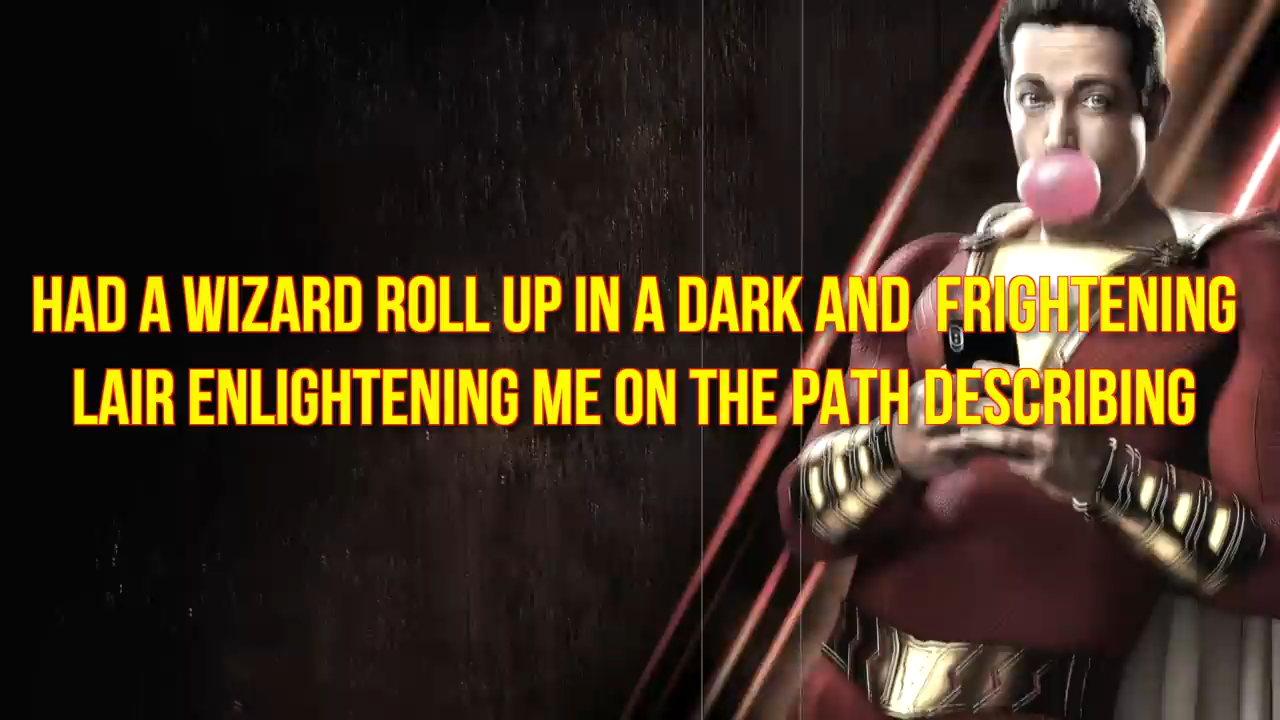 HAD A WIZARD ROLL UP IN A DARK AND  FRIGHTENING
LAIR ENLIGHTENING ME ON THE PATH DESCRIBING